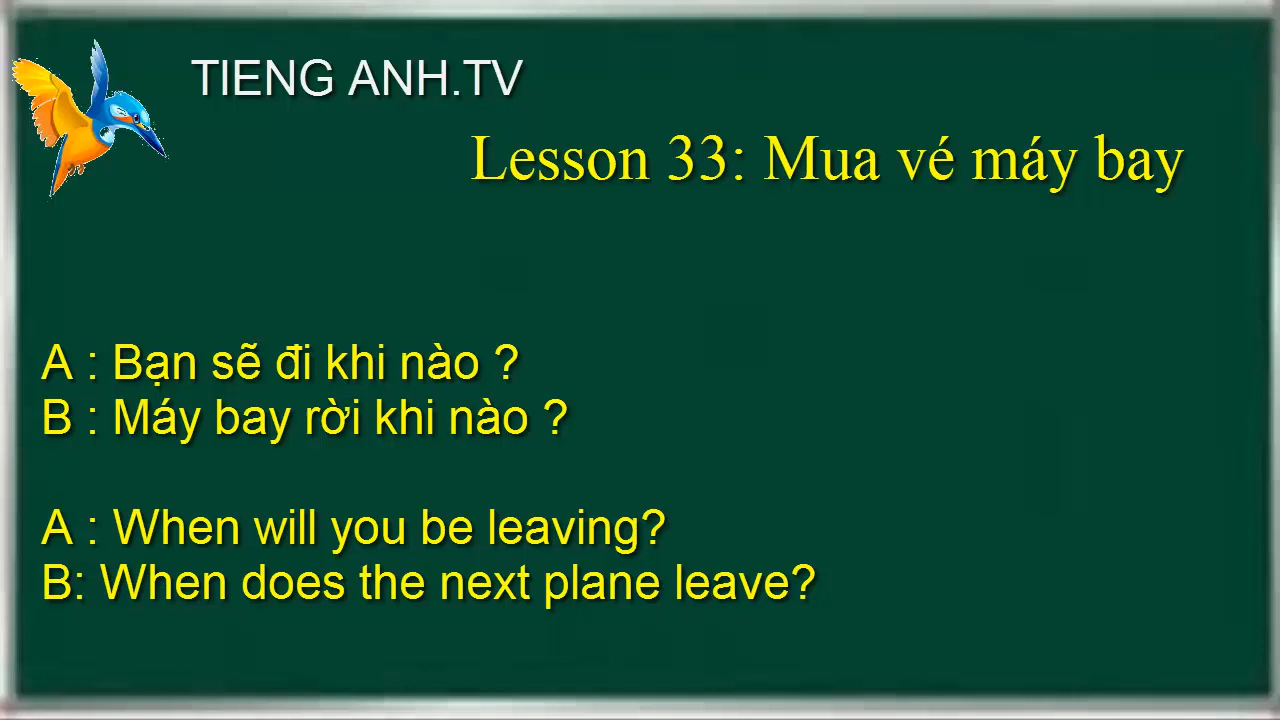 TIENG ANH.TV
Lesson 33: Mua vé máy bay
A : Bạn sẽ đi khi nào ?
B : Máy bay rời khi nào ?
A : When will you be leaving?
B: When does the next plane leave?